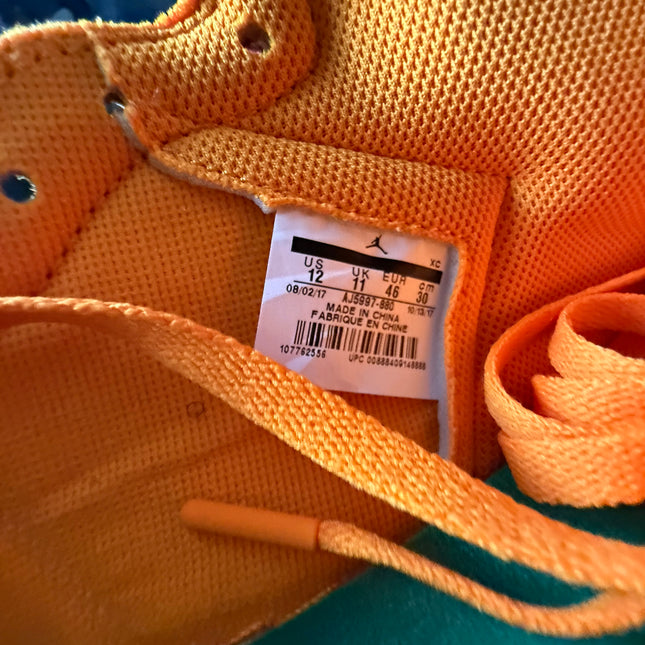 XC
US UK EUR cm
12 11 46 30
08/02/17 AJ5997-880 10/13/17
MADE IN CHINA
FABRIQUE EN CHINE
107762556 UPC 00888409148888